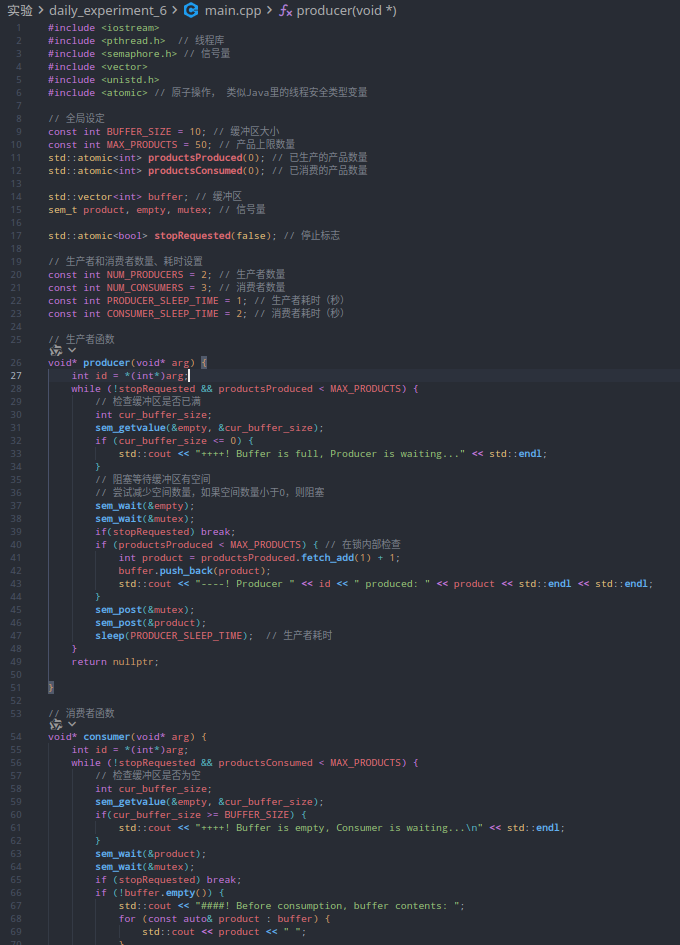 实验 > daily_experiment_6 > main.cpp > producer(void *)
1 #include <iostream>
2 #include <pthread.h>  // 线程库
3 #include <semaphore.h> // 信号量
4 #include <vector>
5 #include <unistd.h>
6 #include <atomic> // 原子操作， 类似Java里的线程安全类型变量
7
8 // 全局设定
9 const int BUFFER_SIZE = 10; // 缓冲区大小
10 const int MAX_PRODUCTS = 50; // 产品上限数量
11 std::atomic<int> productsProduced(0); // 已生产的产品数量
12 std::atomic<int> productsConsumed(0); // 已消费的产品数量
13
14 std::vector<int> buffer; // 缓冲区
15 sem_t product, empty, mutex; // 信号量
16
17 std::atomic<bool> stopRequested(false); // 停止标志
18
19 // 生产者和消费者数量、耗时设置
20 const int NUM_PRODUCERS = 2; // 生产者数量
21 const int NUM_CONSUMERS = 3; // 消费者数量
22 const int PRODUCER_SLEEP_TIME = 1; // 生产者耗时（秒）
23 const int CONSUMER_SLEEP_TIME = 2; // 消费者耗时（秒）
24
25 // 生产者函数
26 void* producer(void* arg) {
27     int id = *(int*)arg;
28     while (!stopRequested && productsProduced < MAX_PRODUCTS) {
29         // 检查缓冲区是否已满
30         int cur_buffer_size;
31         sem_getvalue(&empty, &cur_buffer_size);
32         if (cur_buffer_size <= 0) {
33             std::cout << "++++! Buffer is full, Producer is waiting..." << std::endl;
34         }
35         // 阻塞等待缓冲区有空间
36         // 尝试减少空间数量，如果空间数量小于0，则阻塞
37         sem_wait(&empty);
38         sem_wait(&mutex);
39         if(stopRequested) break;
40         if (productsProduced < MAX_PRODUCTS) { // 在锁内部检查
41             int product = productsProduced.fetch_add(1) + 1;
42             buffer.push_back(product);
43             std::cout << "----! Producer " << id << " produced: " << product << std::endl << std::endl;
44         }
45         sem_post(&mutex);
46         sem_post(&product);
47         sleep(PRODUCER_SLEEP_TIME);  // 生产者耗时
48     }
49     return nullptr;
50
51 }
52
53 // 消费者函数
54 void* consumer(void* arg) {
55     int id = *(int*)arg;
56     while (!stopRequested && productsConsumed < MAX_PRODUCTS) {
57         // 检查缓冲区是否为空
58         int cur_buffer_size;
59         sem_getvalue(&empty, &cur_buffer_size);
60         if(cur_buffer_size >= BUFFER_SIZE) {
61             std::cout << "++++! Buffer is empty, Consumer is waiting...\n" << std::endl;
62         }
63         sem_wait(&product);
64         sem_wait(&mutex);
65         if (stopRequested) break;
66         if (!buffer.empty()) {
67             std::cout << "####! Before consumption, buffer contents: ";
68             for (const auto& product : buffer) {
69                 std::cout << product << " ";